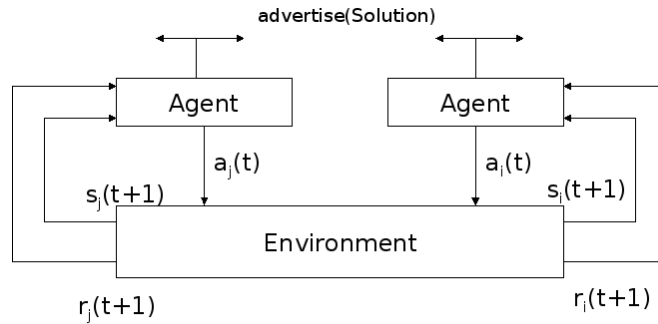 advertise(Solution)
Agent
Agent
aj(t)
ai(t)
sj(t+1)
si(t+1)
Environment
rj(t+1)
ri(t+1)